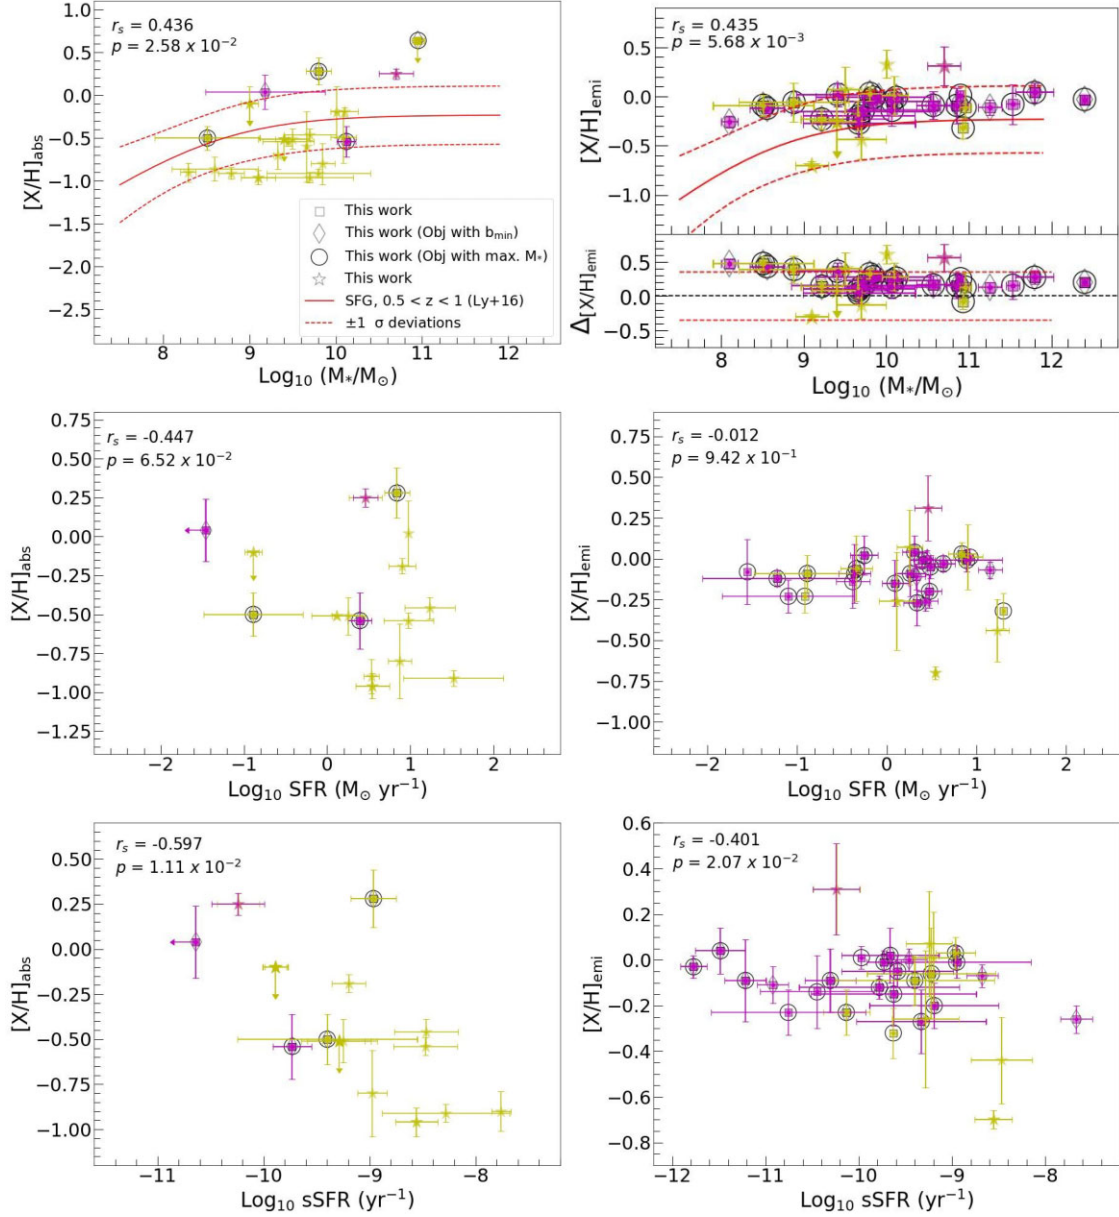 r_s = 0.436
p = 2.58 x 10⁻²
1.0
0.5
0.0
−0.5
−1.0
−1.5
−2.0
−2.5
[X/H]abs
This work
This work (Obj with b_min)
This work (Obj with max. M*)
This work
SFG, 0.5 < z < 1 (Ly+16)
±1 σ deviations
8 9 10 11 12
Log₁₀ (M*/M⊙)
r_s = 0.435
p = 5.68 x 10⁻³
0.5
0.0
−0.5
−1.0
[X/H]emi
0.5
0.0
−0.5
Δ[X/H]emi
8 9 10 11 12
Log₁₀ (M*/M⊙)
r_s = -0.447
p = 6.52 x 10⁻²
0.75
0.50
0.25
0.00
−0.25
−0.50
−0.75
−1.00
−1.25
[X/H]abs
−2 −1 0 1 2
Log₁₀ SFR (M⊙ yr⁻¹)
r_s = -0.012
p = 9.42 x 10⁻¹
0.75
0.50
0.25
0.00
−0.25
−0.50
−0.75
−1.00
[X/H]emi
−2 −1 0 1 2
Log₁₀ SFR (M⊙ yr⁻¹)
r_s = -0.597
p = 1.11 x 10⁻²
0.50
0.25
0.00
−0.25
−0.50
−0.75
−1.00
[X/H]abs
−11 −10 −9 −8
Log₁₀ sSFR (yr⁻¹)
r_s = -0.401
p = 2.07 x 10⁻²
0.6
0.4
0.2
0.0
−0.2
−0.4
−0.6
−0.8
[X/H]emi
−12 −11 −10 −9 −8
Log₁₀ sSFR (yr⁻¹)